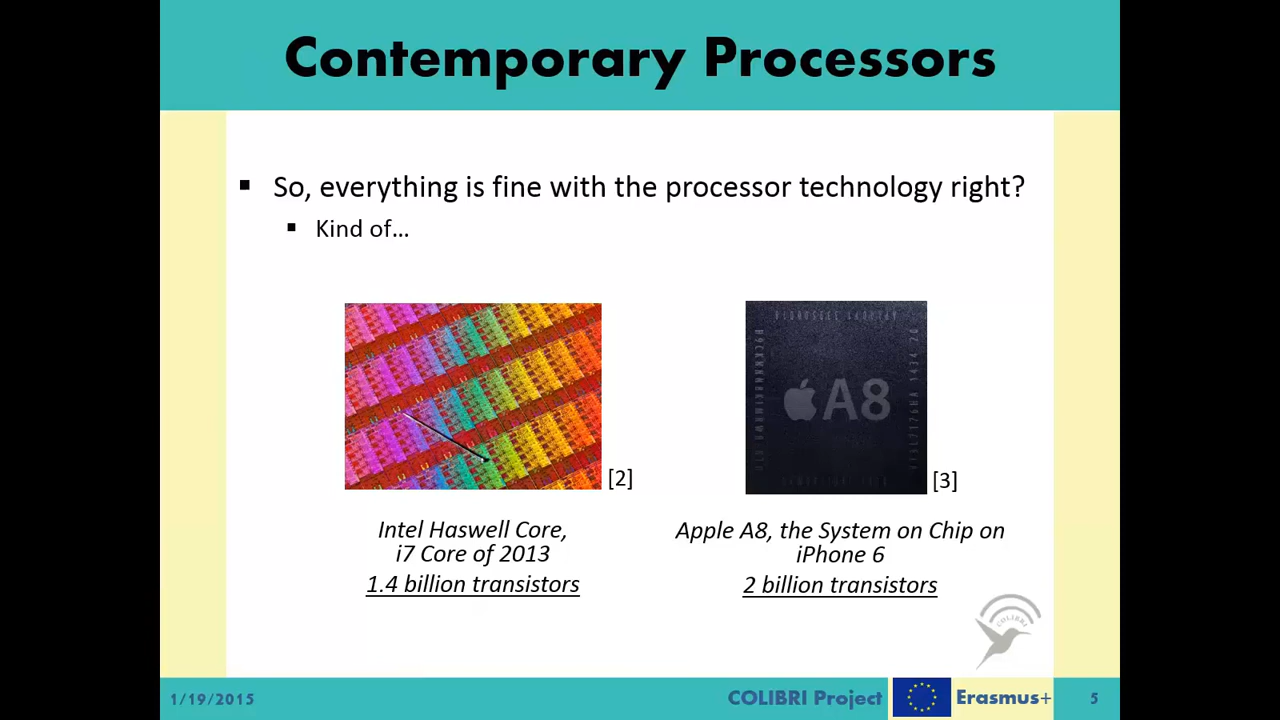 Contemporary Processors
▪ So, everything is fine with the processor technology right?
▪ Kind of…
A8
[2]
[3]
Intel Haswell Core,
i7 Core of 2013
1.4 billion transistors
Apple A8, the System on Chip on
iPhone 6
2 billion transistors
COLIBRI
1/19/2015
COLIBRI Project
Erasmus+
5